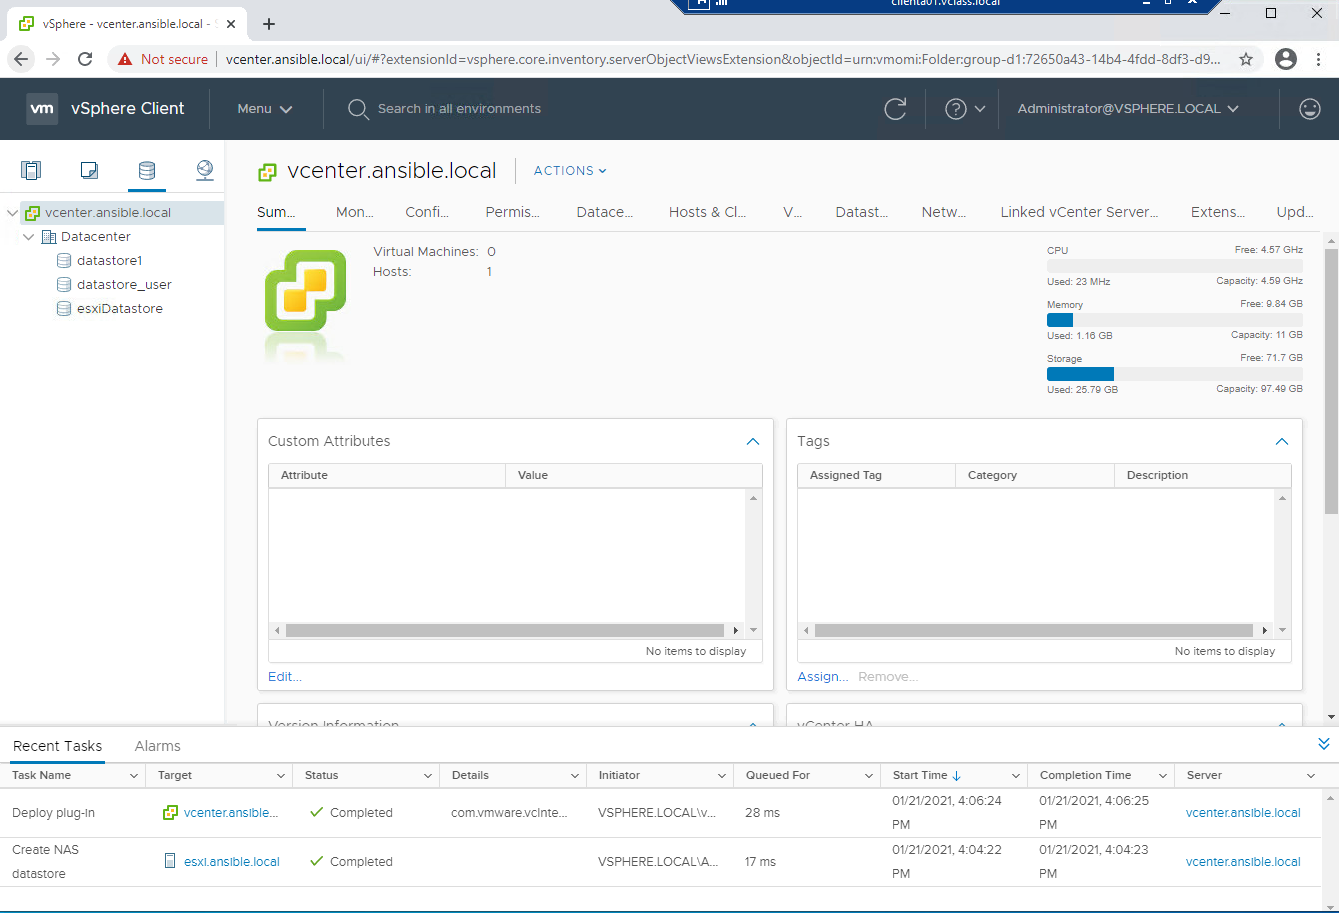 clienta01.vclass.local
vSphere - vcenter.ansible.local - S
Not secure
vcenter.ansible.local/ui/#?extensionId=vsphere.core.inventory.serverObjectViewsExtension&objectId=urn:vmomi:Folder:group-d1:72650a43-14b4-4fdd-8df3-d9...
vm vSphere Client
Menu
Search in all environments
Administrator@VSPHERE.LOCAL
vcenter.ansible.local
Datacenter
datastore1
datastore_user
esxiDatastore
vcenter.ansible.local
ACTIONS
Sum... Mon... Confi... Permis... Datace... Hosts & Cl... V... Datast... Netw... Linked vCenter Server... Extens... Upd...
Virtual Machines: 0
Hosts: 1
CPU Free: 4.57 GHz
Used: 23 MHz Capacity: 4.59 GHz
Memory Free: 9.84 GB
Used: 1.16 GB Capacity: 11 GB
Storage Free: 71.7 GB
Used: 25.79 GB Capacity: 97.49 GB
Custom Attributes
Attribute Value
No items to display
Edit...
Tags
Assigned Tag Category Description
No items to display
Assign... Remove...
Version Information
vCenter HA
Recent Tasks Alarms
Task Name Target Status Details Initiator Queued For Start Time Completion Time Server
Deploy plug-in vcenter.ansible... Completed com.vmware.vcInte... VSPHERE.LOCAL\v... 28 ms 01/21/2021, 4:06:24 PM 01/21/2021, 4:06:25 PM vcenter.ansible.local
Create NAS datastore esxi.ansible.local Completed VSPHERE.LOCAL\A... 17 ms 01/21/2021, 4:04:22 PM 01/21/2021, 4:04:23 PM vcenter.ansible.local